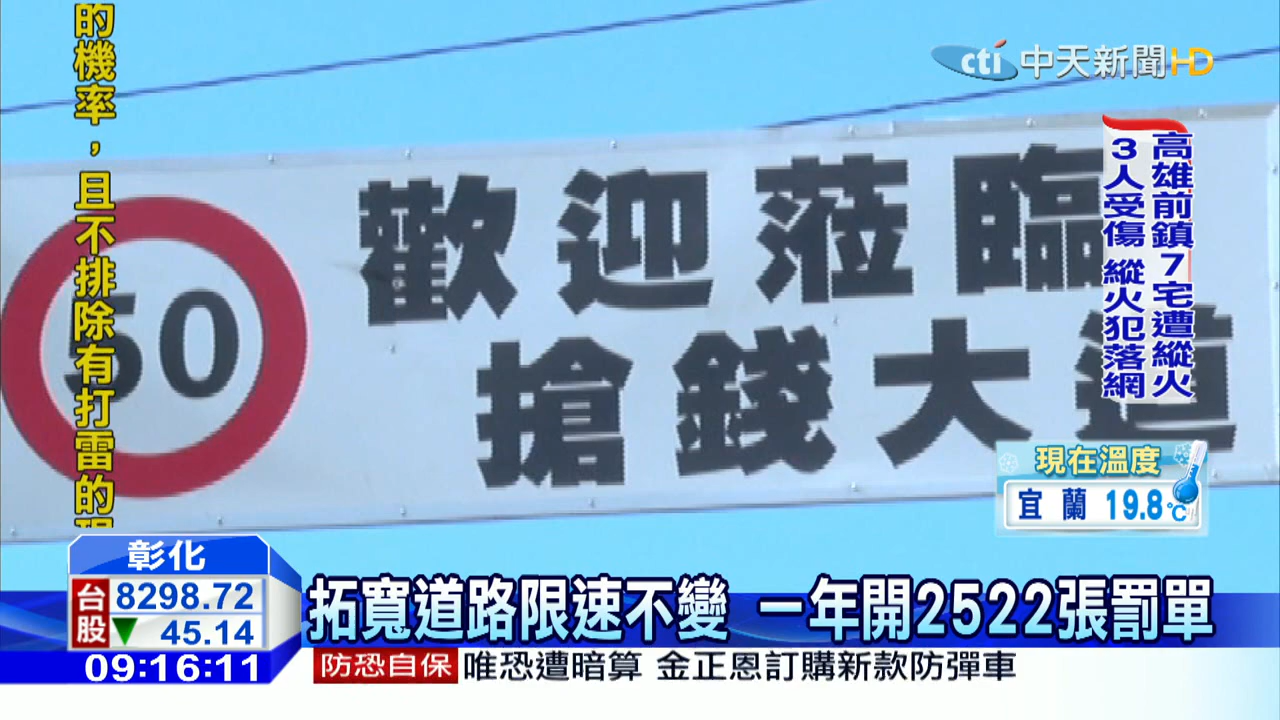 的機率，且不排除有打雷的現
cti 中天新聞HD
50
歡迎蒞臨
搶錢大道
高雄前鎮7宅遭縱火
3人受傷 縱火犯落網
現在溫度
宜蘭 19.8℃
彰化
台股 8298.72
▼ 45.14
09:16:11
拓寬道路限速不變 一年開2522張罰單
防恐自保 唯恐遭暗算 金正恩訂購新款防彈車